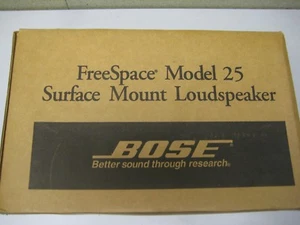 FreeSpace® Model 25
Surface Mount Loudspeaker
BOSE®
Better sound through research®